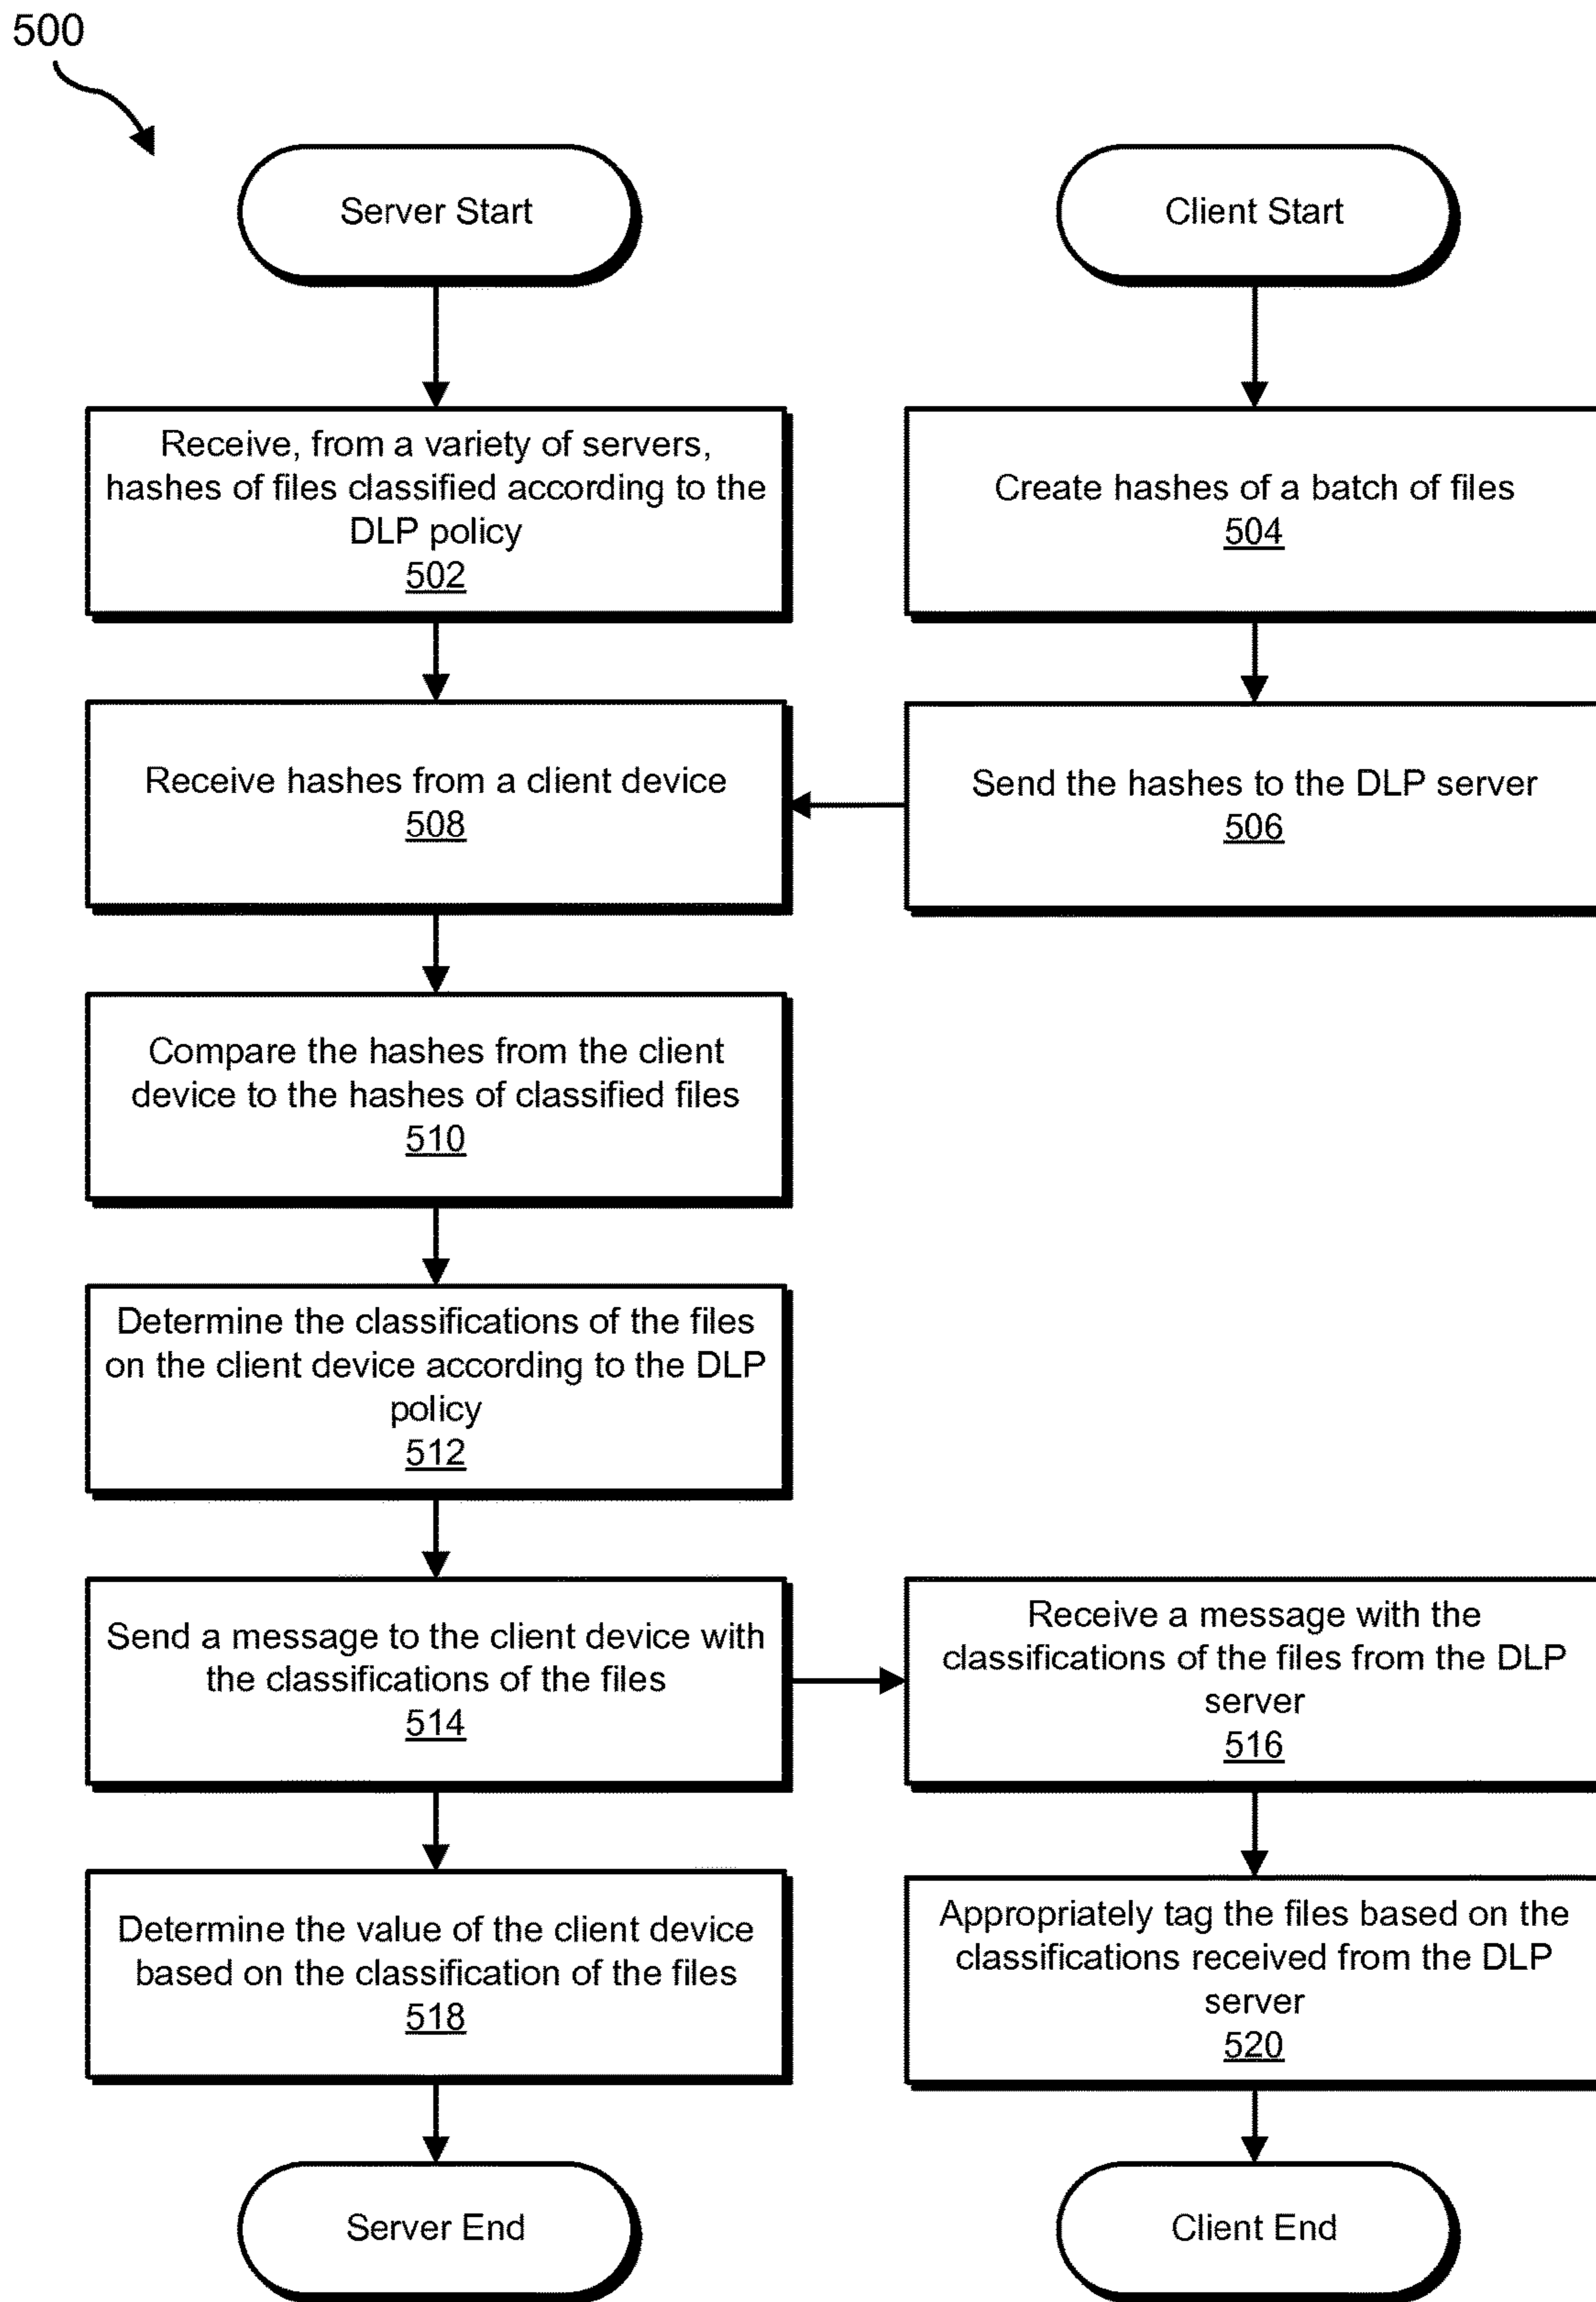 500
Server Start
Client Start
Receive, from a variety of servers,
hashes of files classified according to the
DLP policy
502
Create hashes of a batch of files
504
Receive hashes from a client device
508
Send the hashes to the DLP server
506
Compare the hashes from the client
device to the hashes of classified files
510
Determine the classifications of the files
on the client device according to the DLP
policy
512
Send a message to the client device with
the classifications of the files
514
Receive a message with the
classifications of the files from the DLP
server
516
Determine the value of the client device
based on the classification of the files
518
Appropriately tag the files based on the
classifications received from the DLP
server
520
Server End
Client End